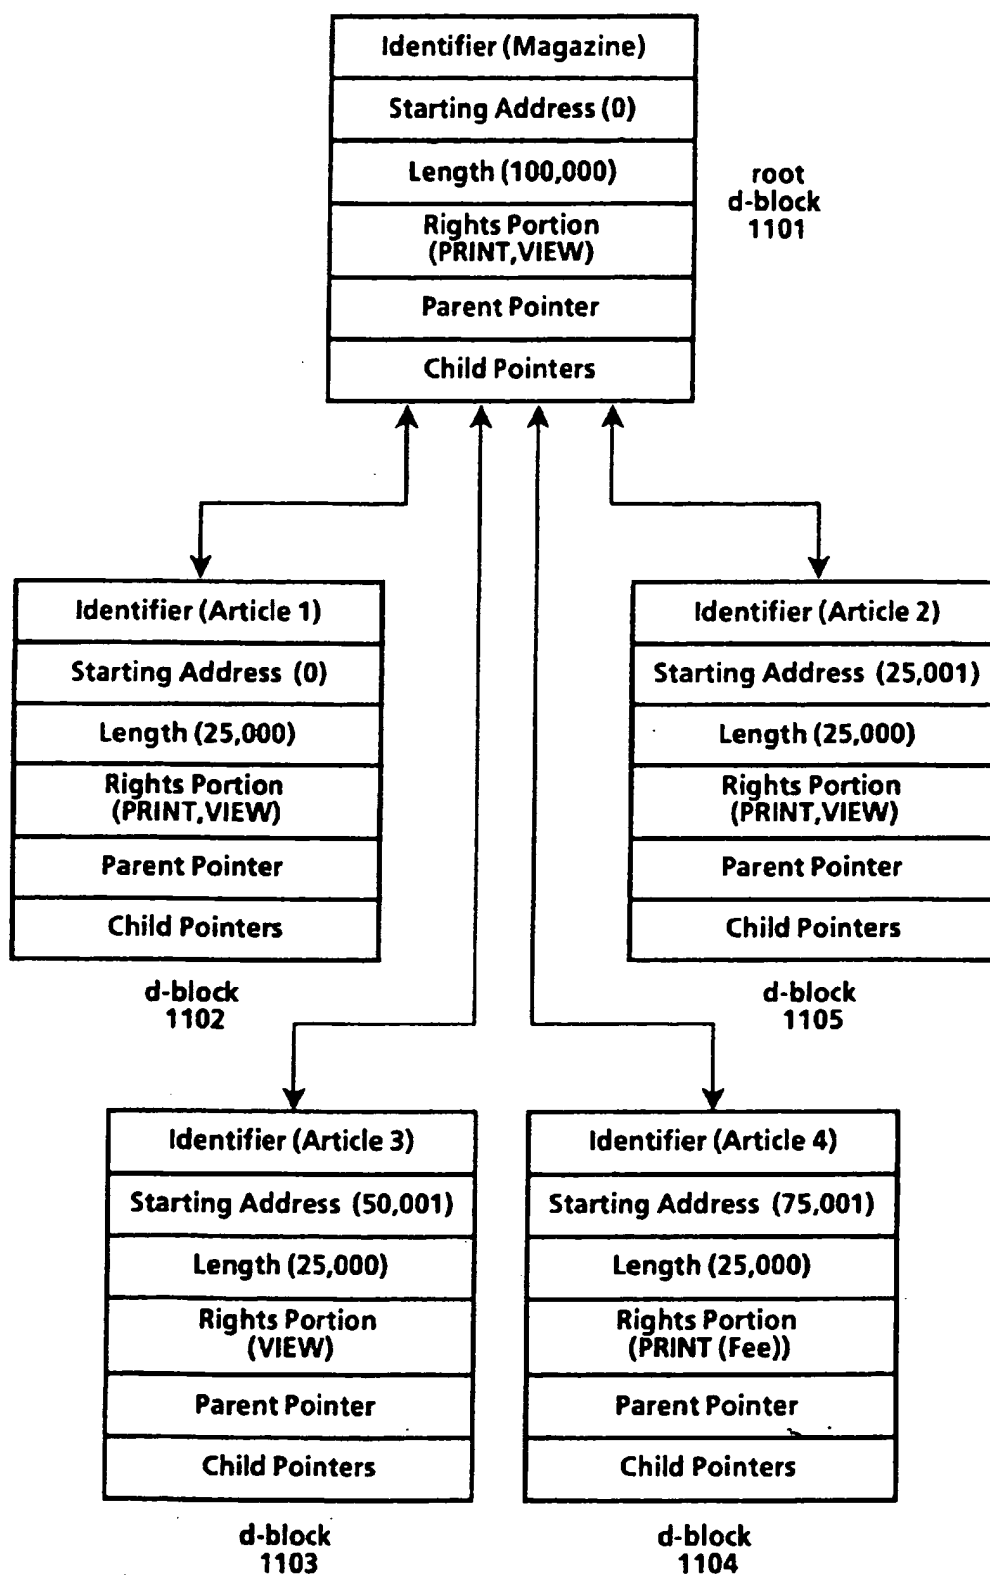 Identifier (Magazine)
Starting Address (0)
Length (100,000)
Rights Portion
(PRINT,VIEW)
Parent Pointer
Child Pointers
root
d-block
1101
Identifier (Article 1)
Starting Address (0)
Length (25,000)
Rights Portion
(PRINT,VIEW)
Parent Pointer
Child Pointers
d-block
1102
Identifier (Article 2)
Starting Address (25,001)
Length (25,000)
Rights Portion
(PRINT,VIEW)
Parent Pointer
Child Pointers
d-block
1105
Identifier (Article 3)
Starting Address (50,001)
Length (25,000)
Rights Portion
(VIEW)
Parent Pointer
Child Pointers
d-block
1103
Identifier (Article 4)
Starting Address (75,001)
Length (25,000)
Rights Portion
(PRINT (Fee))
Parent Pointer
Child Pointers
d-block
1104